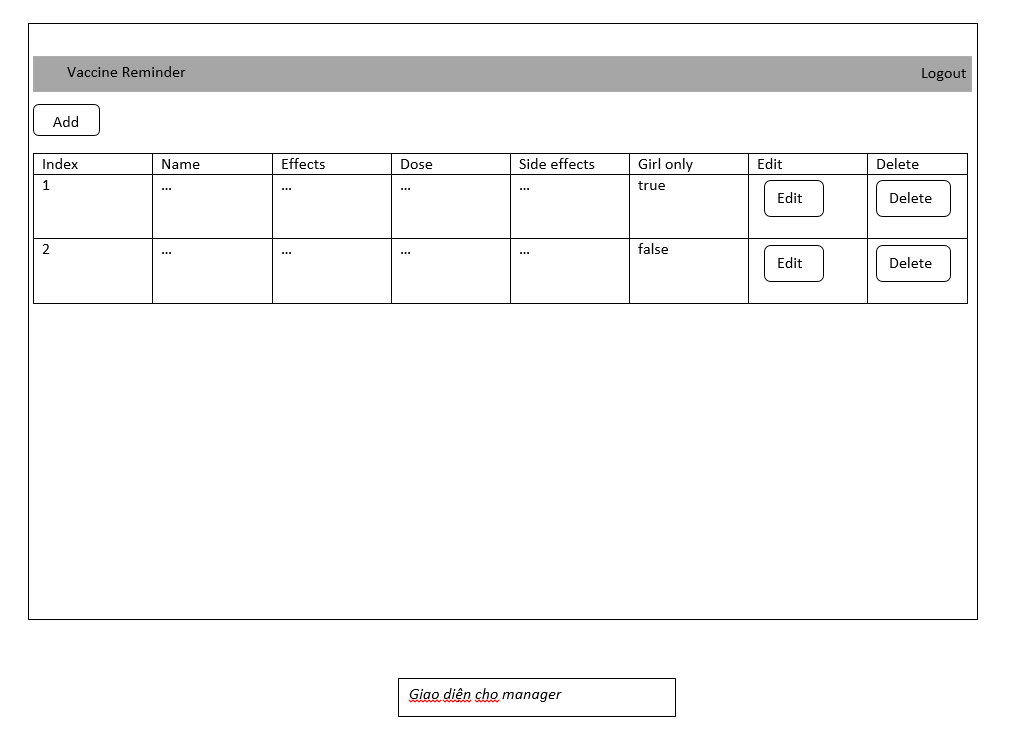 Vaccine Reminder Logout
Add
Index Name Effects Dose Side effects Girl only Edit Delete
1 ... ... ... ... true Edit Delete
2 ... ... ... ... false Edit Delete
Giao diện cho manager